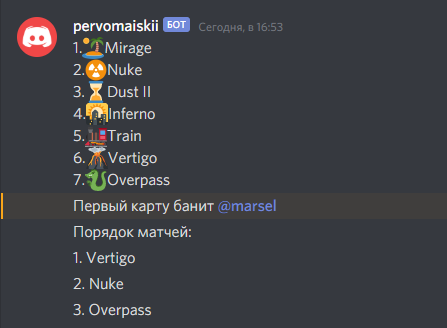 pervomaiskii БОТ Сегодня, в 16:53
1. Mirage
2. Nuke
3. Dust II
4. Inferno
5. Train
6. Vertigo
7. Overpass
Первый карту банит @marsel
Порядок матчей:
1. Vertigo
2. Nuke
3. Overpass